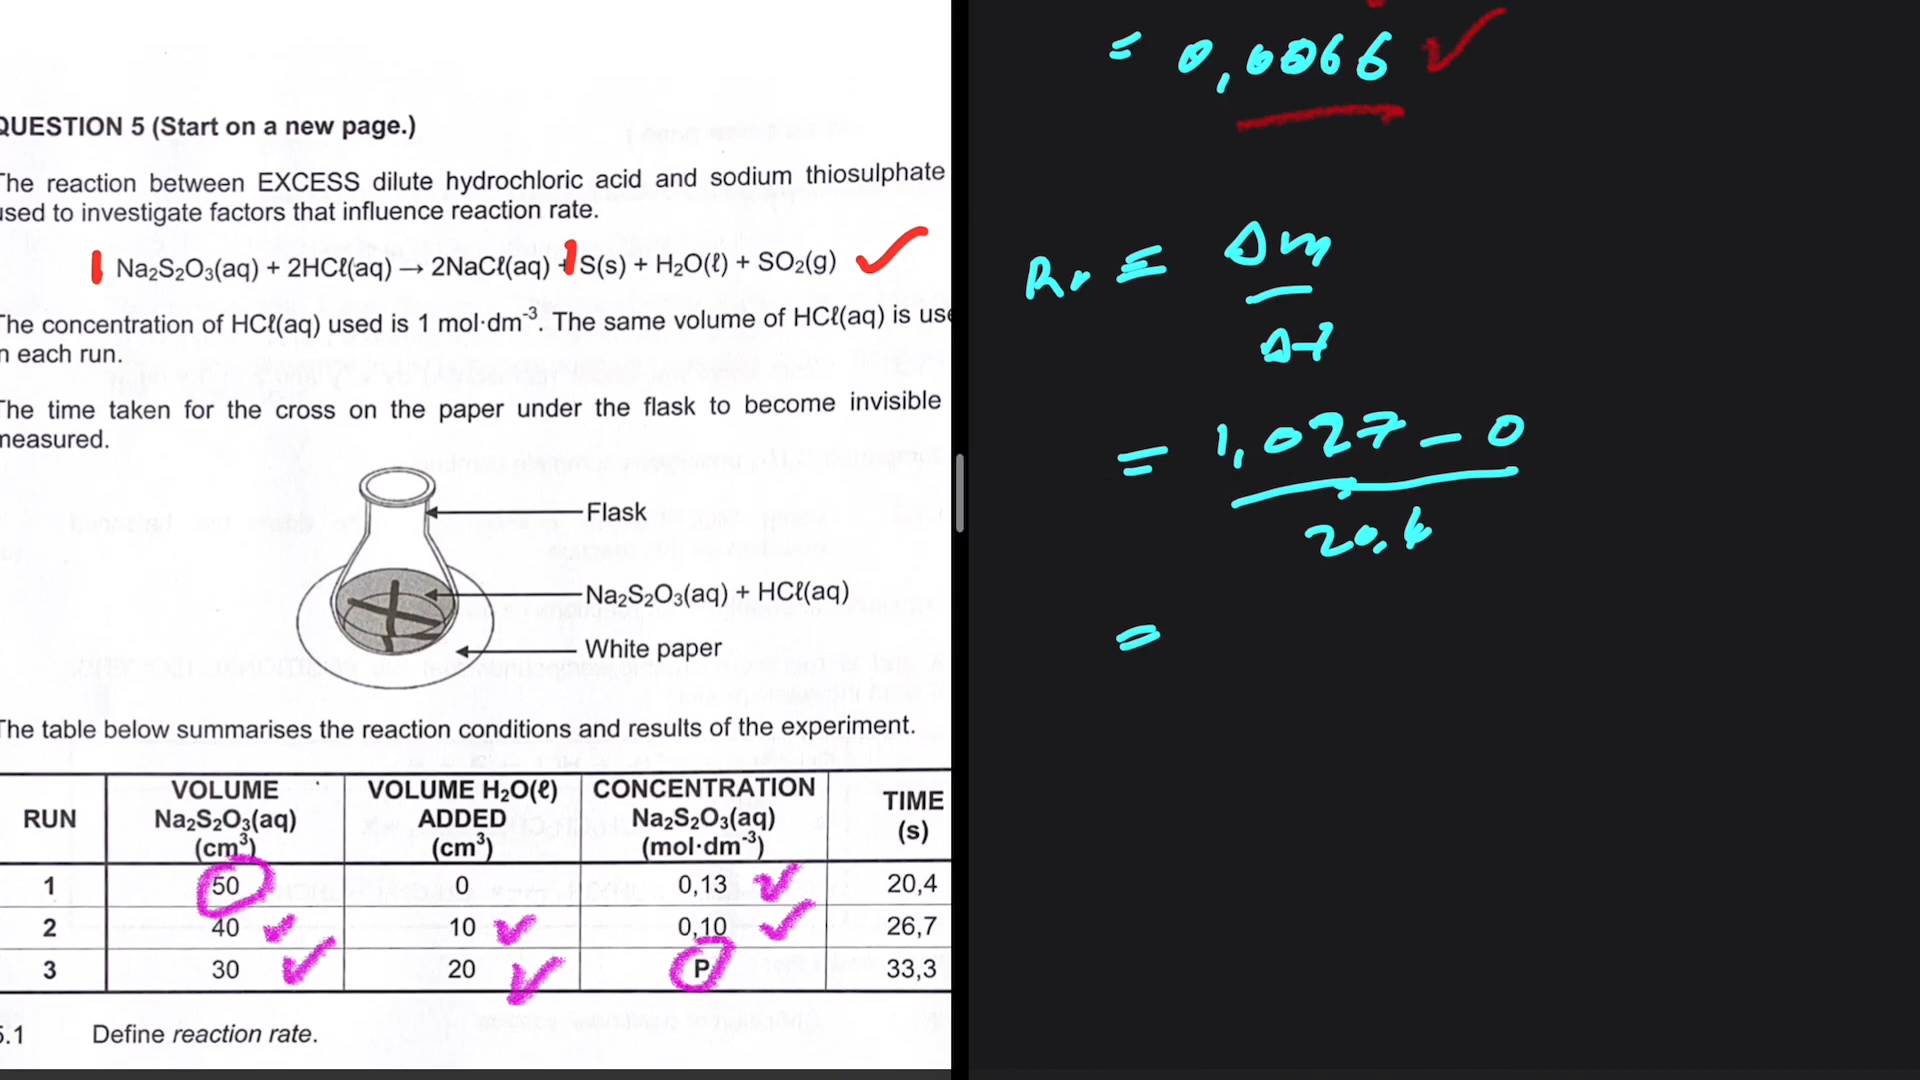 QUESTION 5 (Start on a new page.)
The reaction between EXCESS dilute hydrochloric acid and sodium thiosulphate
used to investigate factors that influence reaction rate.
1 Na₂S₂O₃(aq) + 2HCℓ(aq) → 2NaCℓ(aq) + 1 S(s) + H₂O(ℓ) + SO₂(g) ✓
The concentration of HCℓ(aq) used is 1 mol·dm⁻³. The same volume of HCℓ(aq) is use
n each run.
The time taken for the cross on the paper under the flask to become invisible
measured.
Flask
Na₂S₂O₃(aq) + HCℓ(aq)
White paper
The table below summarises the reaction conditions and results of the experiment.
RUN VOLUME Na₂S₂O₃(aq) (cm³) VOLUME H₂O(ℓ) ADDED (cm³) CONCENTRATION Na₂S₂O₃(aq) (mol·dm⁻³) TIME (s)
1 50 0 0,13 ✓ 20,4
2 40 ✓ 10 ✓ 0,10 ✓ 26,7
3 30 ✓ 20 ✓ P 33,3
5.1 Define reaction rate.
= 0,0066 ✓
Rr = Δm
Δt
= 1,027 - 0
20,4
=